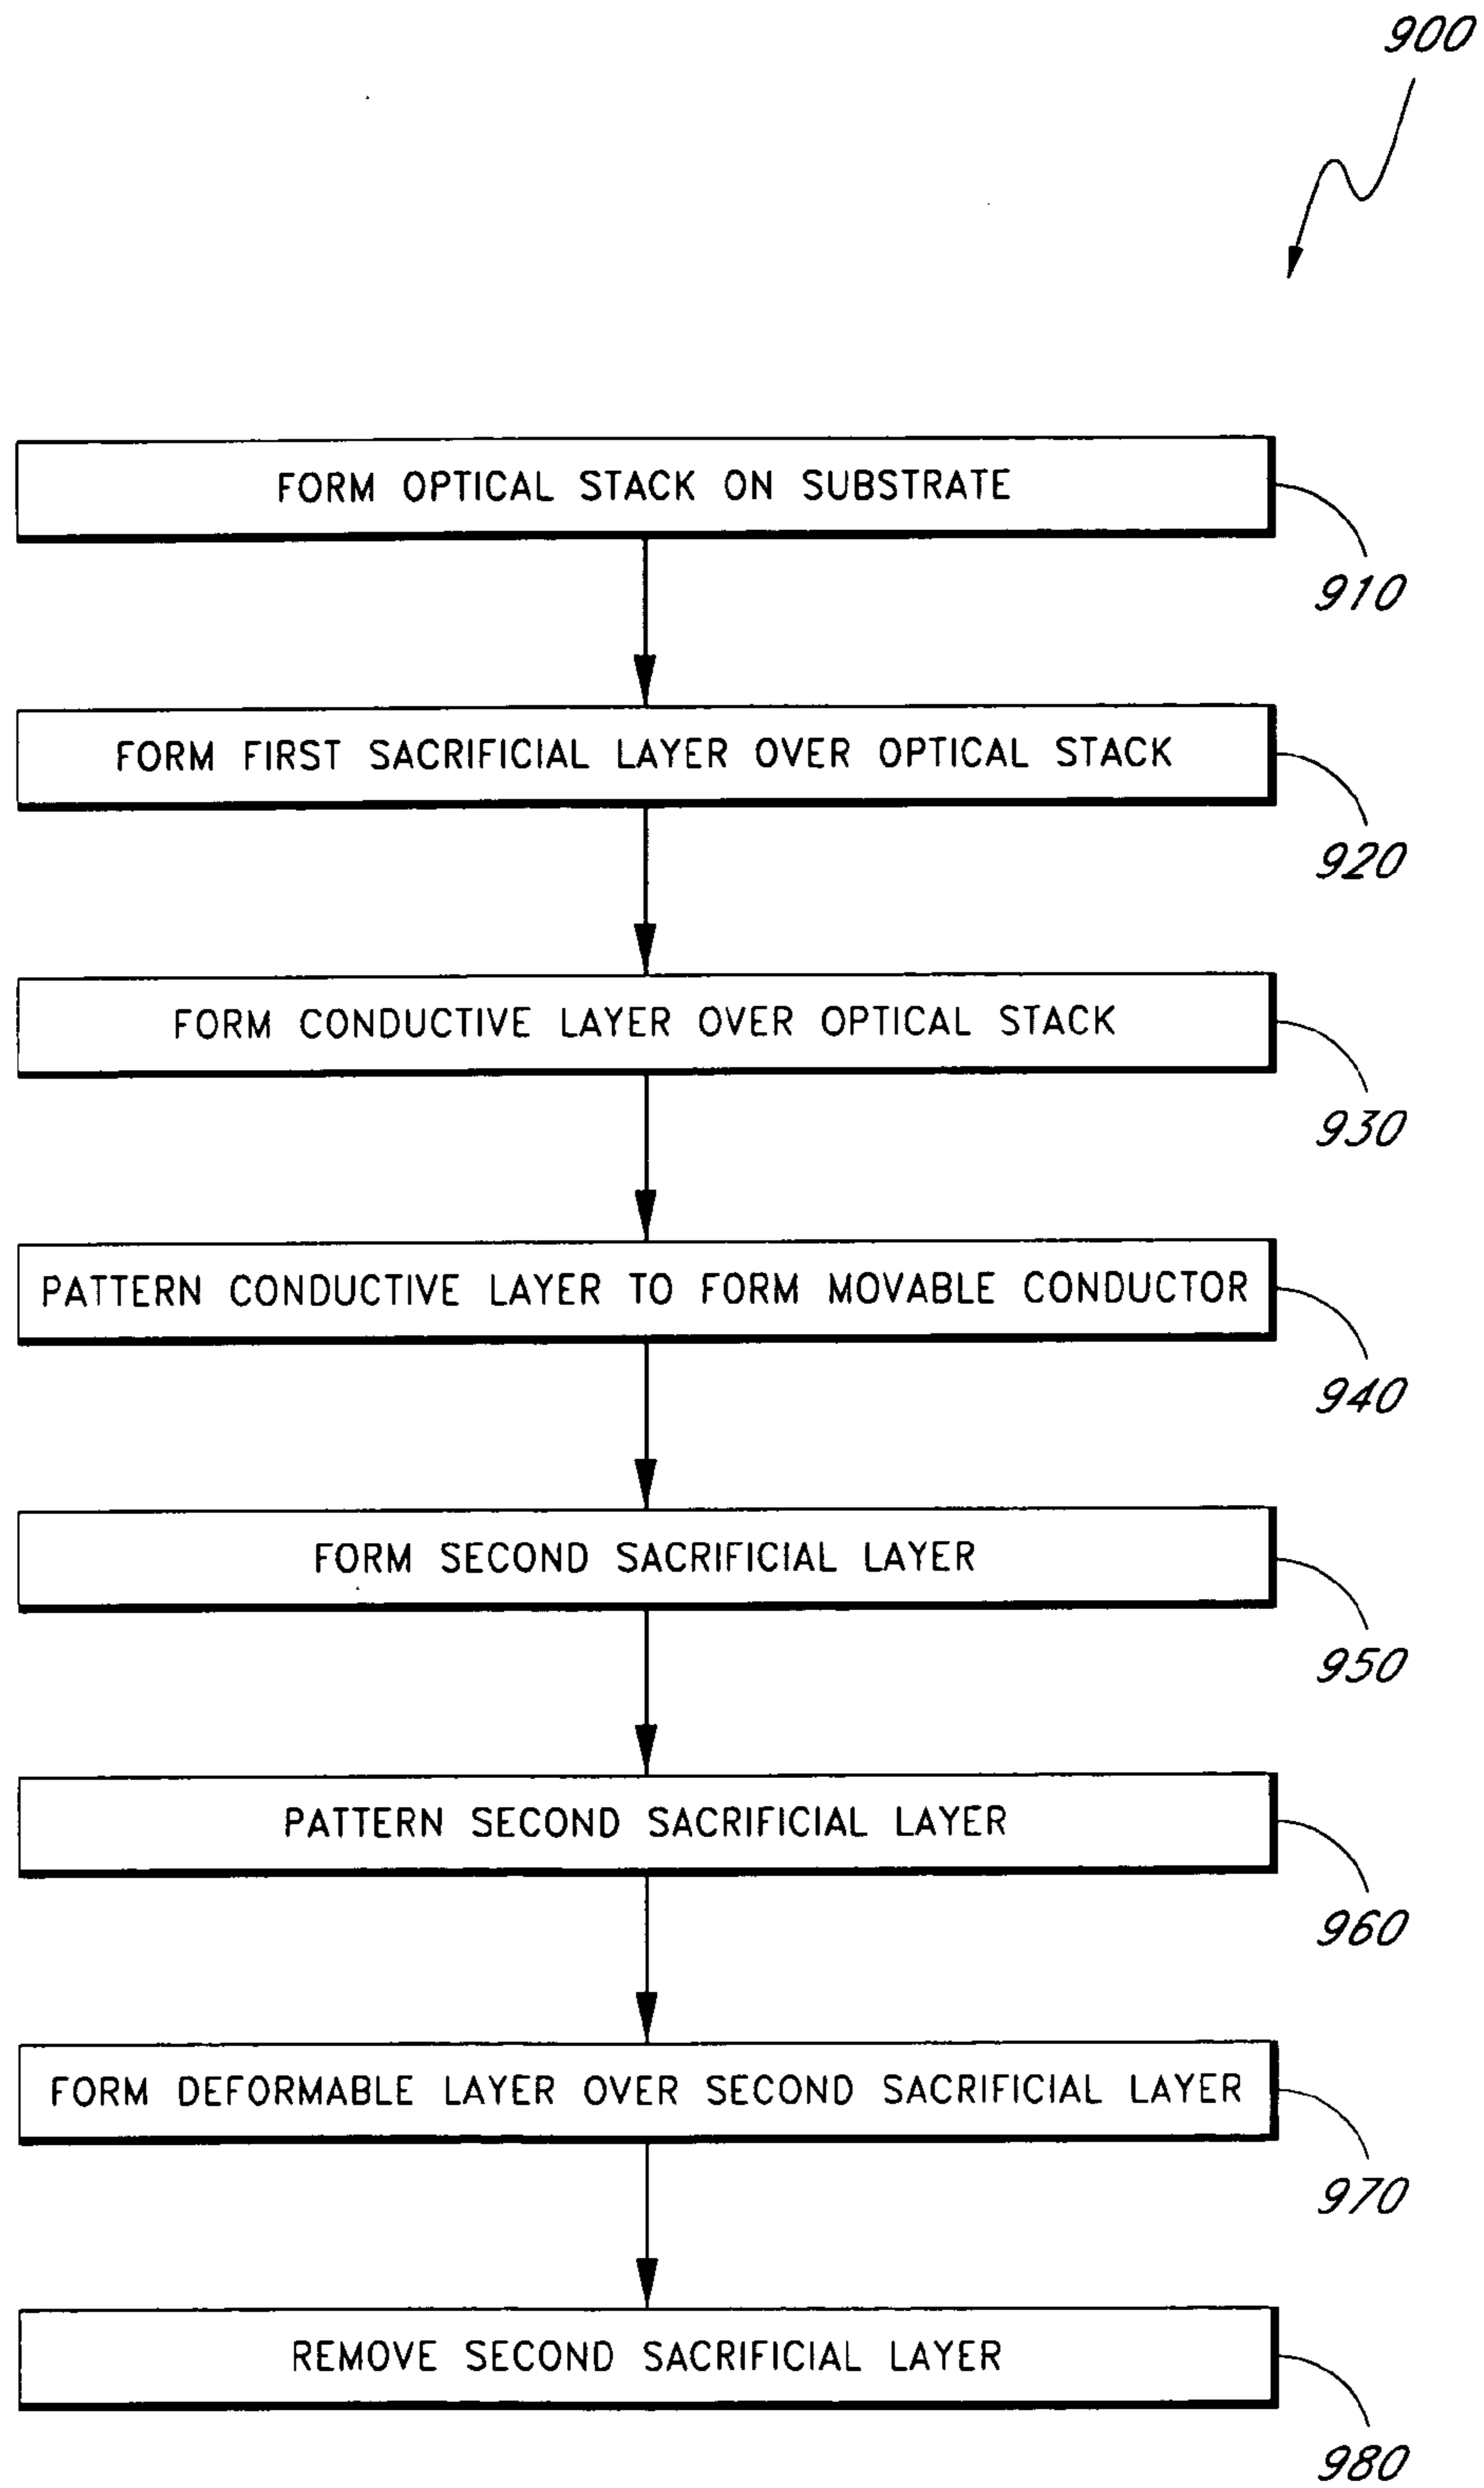 900
FORM OPTICAL STACK ON SUBSTRATE
910
FORM FIRST SACRIFICIAL LAYER OVER OPTICAL STACK
920
FORM CONDUCTIVE LAYER OVER OPTICAL STACK
930
PATTERN CONDUCTIVE LAYER TO FORM MOVABLE CONDUCTOR
940
FORM SECOND SACRIFICIAL LAYER
950
PATTERN SECOND SACRIFICIAL LAYER
960
FORM DEFORMABLE LAYER OVER SECOND SACRIFICIAL LAYER
970
REMOVE SECOND SACRIFICIAL LAYER
980